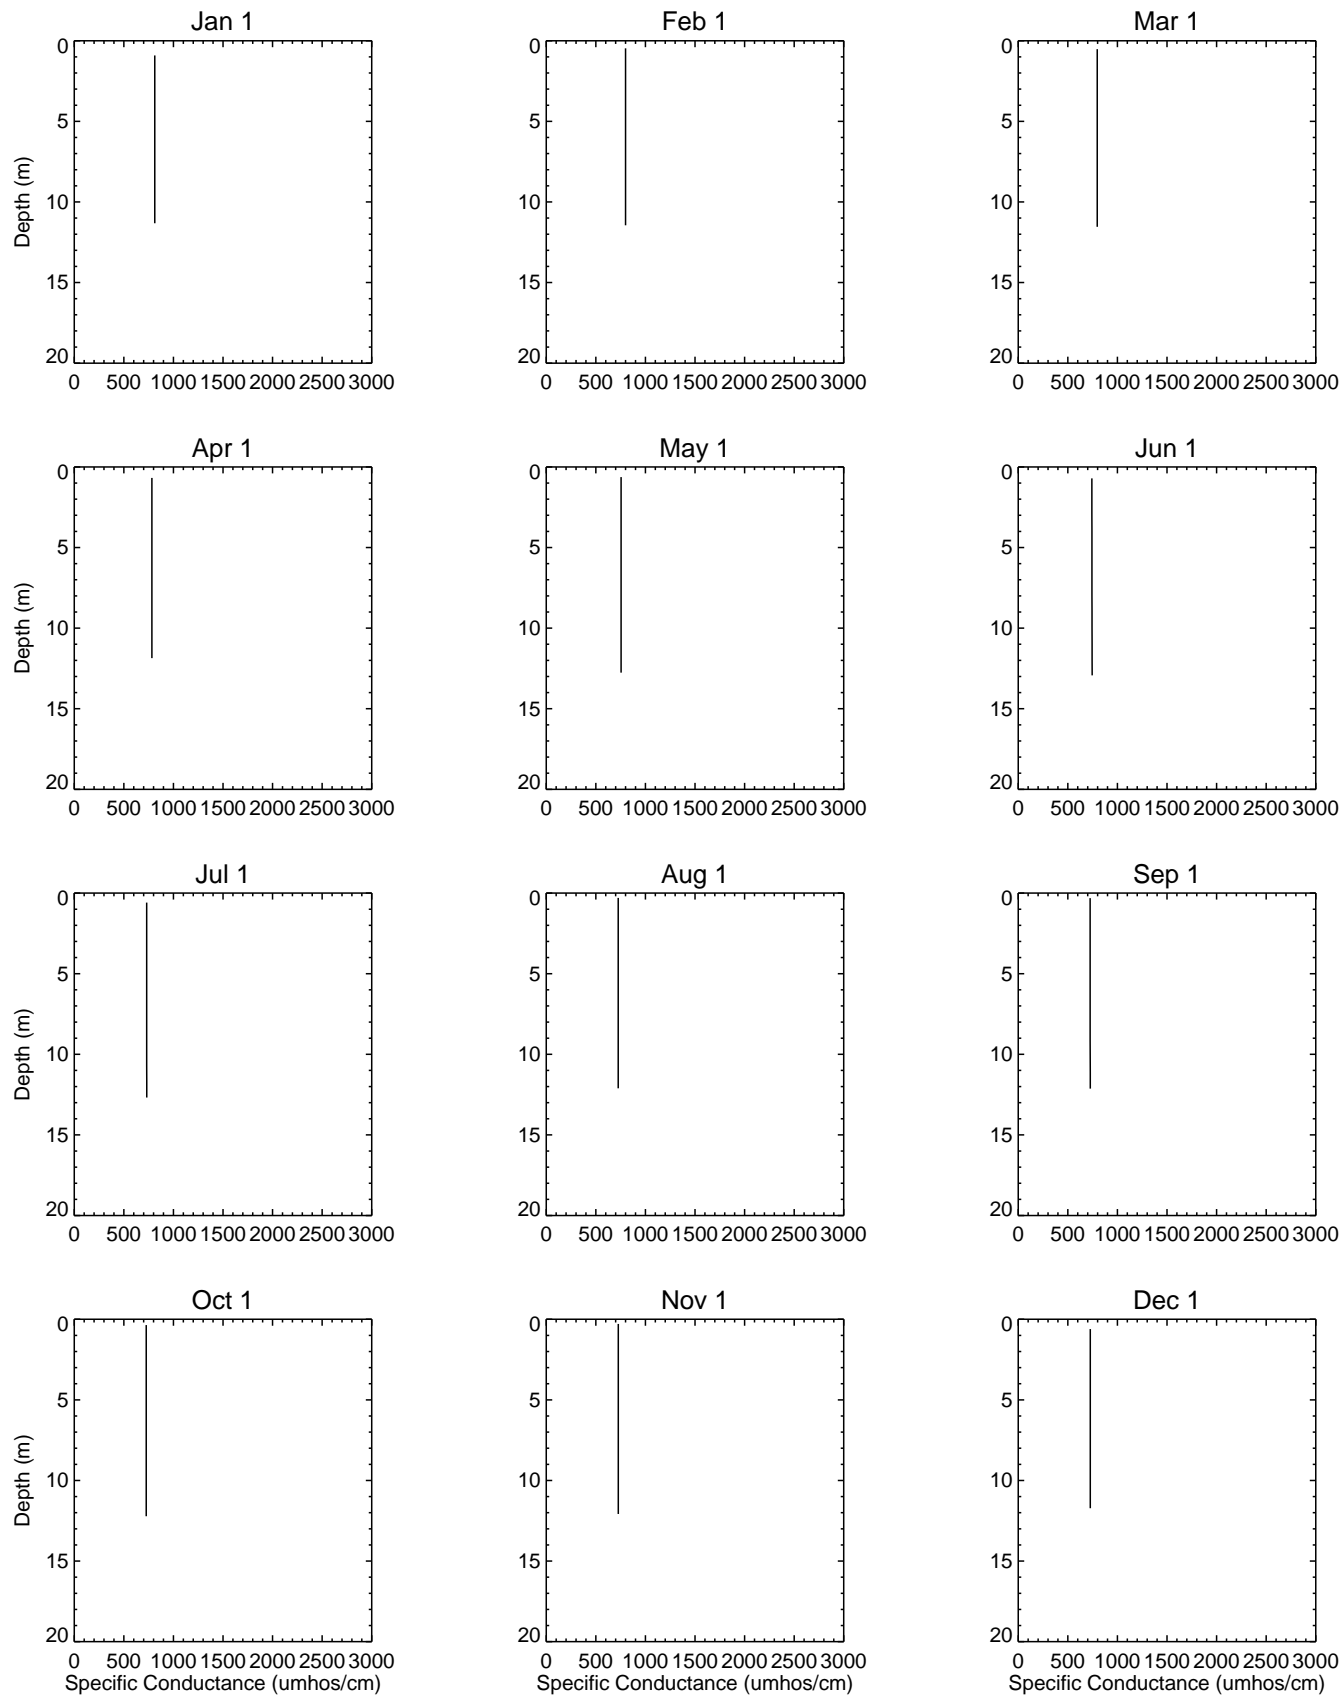 Jan 1 Feb 1 Mar 1
0 0 0
5 5 5
Depth (m) 10 10 10
15 15 15
20 20 20
0 500 1000 1500 2000 2500 3000 0 500 1000 1500 2000 2500 3000 0 500 1000 1500 2000 2500 3000
Apr 1 May 1 Jun 1
0 0 0
5 5 5
Depth (m) 10 10 10
15 15 15
20 20 20
0 500 1000 1500 2000 2500 3000 0 500 1000 1500 2000 2500 3000 0 500 1000 1500 2000 2500 3000
Jul 1 Aug 1 Sep 1
0 0 0
5 5 5
Depth (m) 10 10 10
15 15 15
20 20 20
0 500 1000 1500 2000 2500 3000 0 500 1000 1500 2000 2500 3000 0 500 1000 1500 2000 2500 3000
Oct 1 Nov 1 Dec 1
0 0 0
5 5 5
Depth (m) 10 10 10
15 15 15
20 20 20
0 500 1000 1500 2000 2500 3000 0 500 1000 1500 2000 2500 3000 0 500 1000 1500 2000 2500 3000
Specific Conductance (umhos/cm) Specific Conductance (umhos/cm) Specific Conductance (umhos/cm)